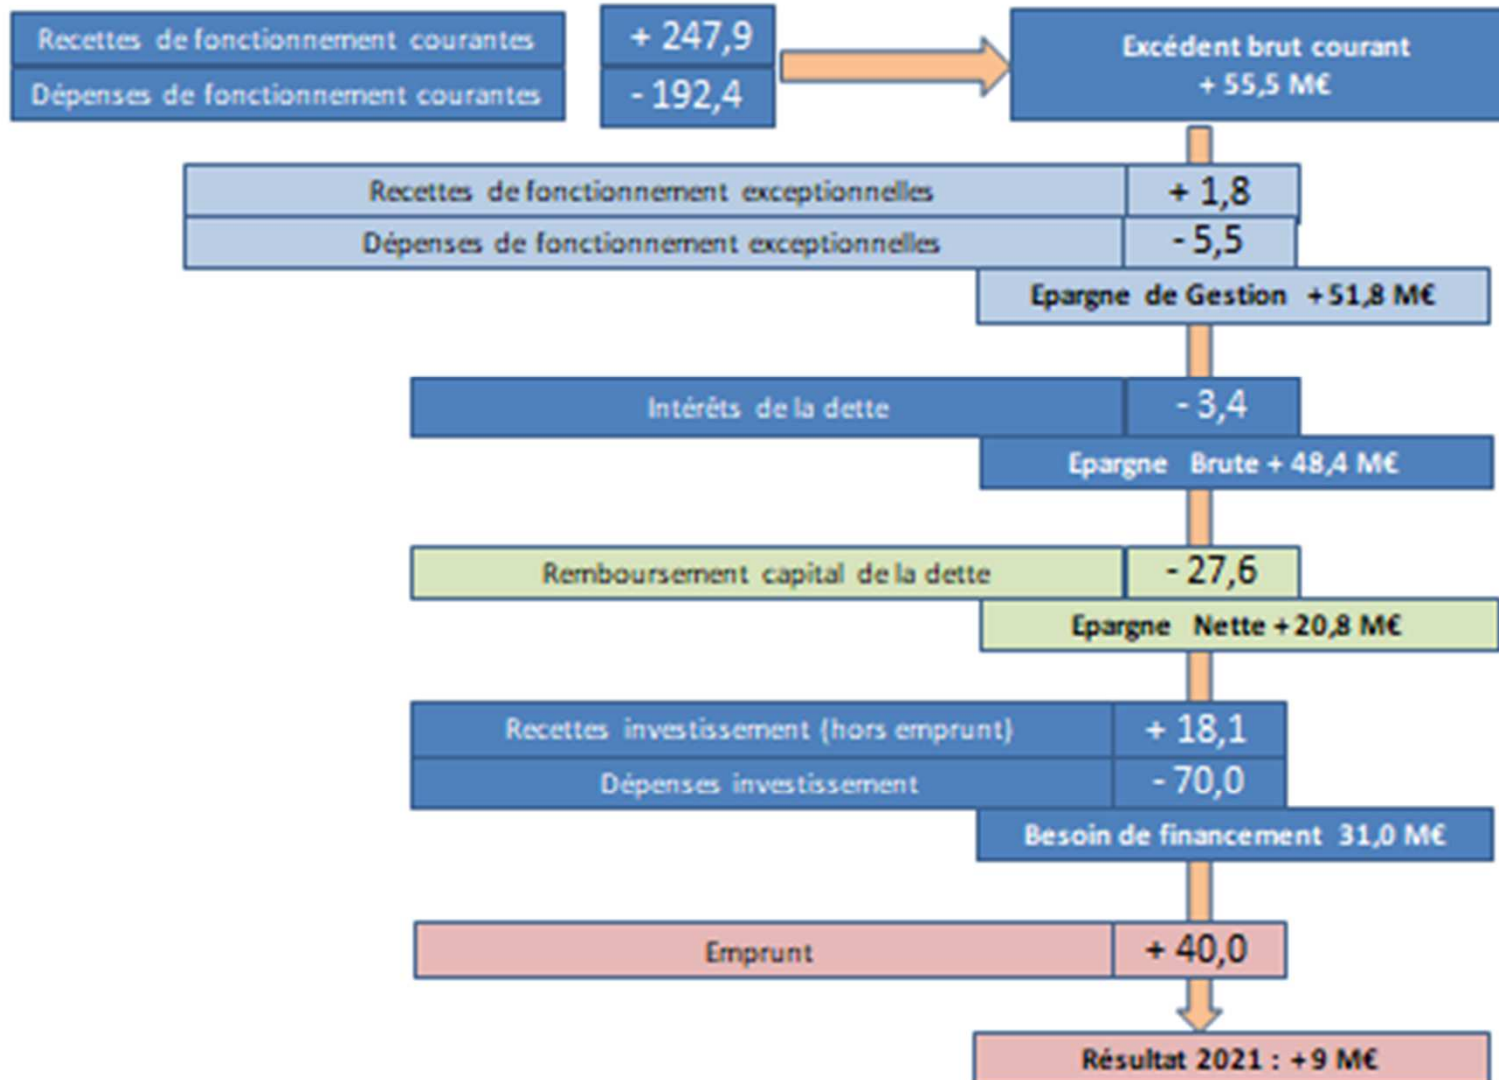 Recettes de fonctionnement courantes + 247,9
Dépenses de fonctionnement courantes - 192,4
Excédent brut courant
+ 55,5 M€
Recettes de fonctionnement exceptionnelles + 1,8
Dépenses de fonctionnement exceptionnelles - 5,5
Epargne de Gestion +51,8 M€
Intérêts de la dette - 3,4
Epargne Brute + 48,4 M€
Remboursement capital de la dette - 27,6
Epargne Nette +20,8 M€
Recettes investissement (hors emprunt) + 18,1
Dépenses investissement - 70,0
Besoin de financement 31,0 M€
Emprunt + 40,0
Résultat 2021 : +9 M€